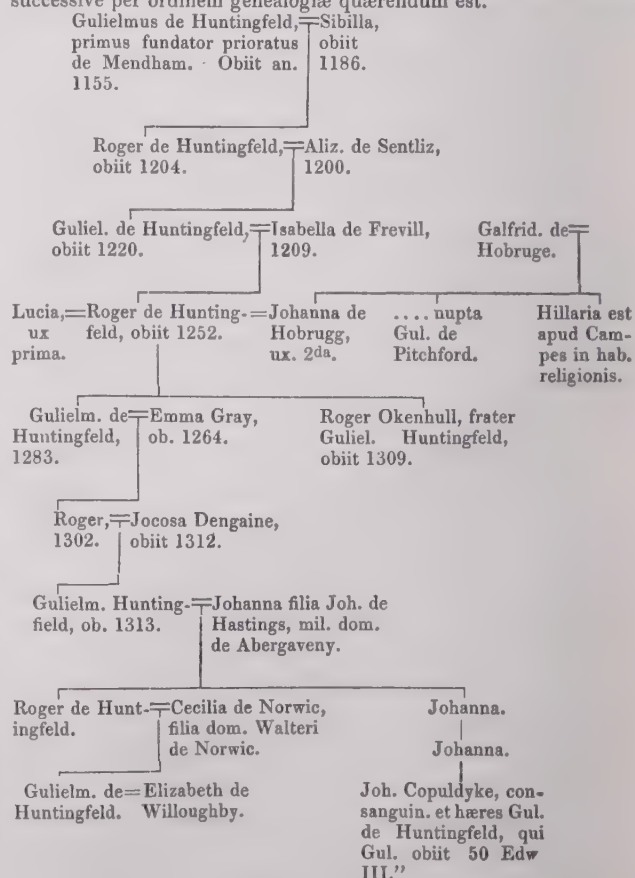 successive per ordinem genealogiæ quærendum est.
Gulielmus de Huntingfeld,
primus fundator prioratus
de Mendham. Obiit an.
1155.
Sibilla,
obiit
1186.
Roger de Huntingfeld,
obiit 1204.
Aliz. de Sentliz,
1200.
Guliel. de Huntingfeld,
obiit 1220.
Isabella de Frevill,
1209.
Galfrid. de
Hobruge.
Lucia,
ux
prima.
Roger de Hunting-
feld, obiit 1252.
Johanna de
Hobrugg,
ux. 2da.
.... nupta
Gul. de
Pitchford.
Hillaria est
apud Cam-
pes in hab.
religionis.
Gulielm. de
Huntingfeld,
1283.
Emma Gray,
ob. 1264.
Roger Okenhull, frater
Guliel. Huntingfeld,
obiit 1309.
Roger,
1302.
Jocosa Dengaine,
obiit 1312.
Gulielm. Hunting-
field, ob. 1313.
Johanna filia Joh. de
Hastings, mil. dom.
de Abergaveny.
Roger de Hunt-
ingfeld.
Cecilia de Norwic,
filia dom. Walteri
de Norwic.
Johanna.
Johanna.
Gulielm. de
Huntingfeld.
Elizabeth de
Willoughby.
Joh. Copuldyke, con-
sanguin. et hæres Gul.
de Huntingfeld, qui
Gul. obiit 50 Edw
III."